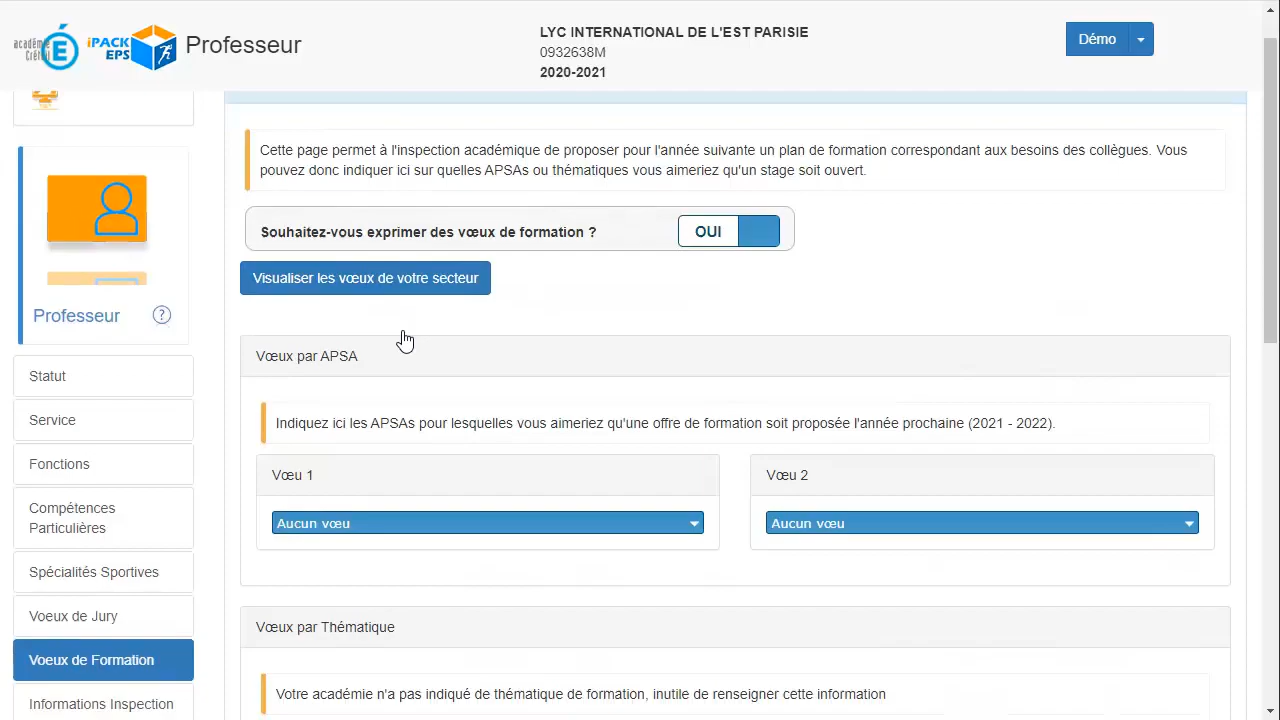 académie
Créteil
iPACK
EPS
Professeur
LYC INTERNATIONAL DE L'EST PARISIE
0932638M
2020-2021
Démo
Cette page permet à l'inspection académique de proposer pour l'année suivante un plan de formation correspondant aux besoins des collègues. Vous
pouvez donc indiquer ici sur quelles APSAs ou thématiques vous aimeriez qu'un stage soit ouvert.
Souhaitez-vous exprimer des vœux de formation ?
OUI
Visualiser les vœux de votre secteur
Professeur ?
Statut
Service
Fonctions
Compétences
Particulières
Spécialités Sportives
Voeux de Jury
Voeux de Formation
Informations Inspection
Vœux par APSA
Indiquez ici les APSAs pour lesquelles vous aimeriez qu'une offre de formation soit proposée l'année prochaine (2021 - 2022).
Vœu 1
Aucun vœu
Vœu 2
Aucun vœu
Vœux par Thématique
Votre académie n'a pas indiqué de thématique de formation, inutile de renseigner cette information